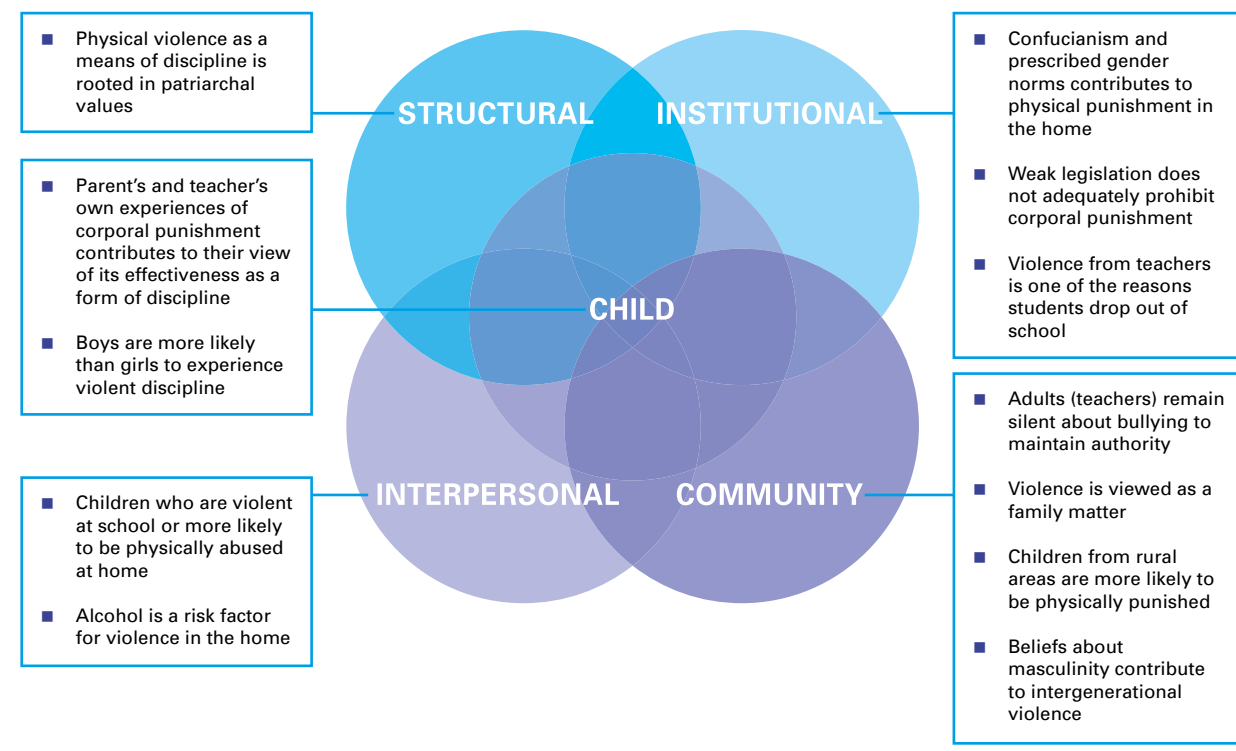 ■ Physical violence as a
means of discipline is
rooted in patriarchal
values
■ Parent's and teacher's
own experiences of
corporal punishment
contributes to their view
of its effectiveness as a
form of discipline
■ Boys are more likely
than girls to experience
violent discipline
■ Children who are violent
at school or more likely
to be physically abused
at home
■ Alcohol is a risk factor
for violence in the home
STRUCTURAL
INSTITUTIONAL
CHILD
INTERPERSONAL
COMMUNITY
■ Confucianism and
prescribed gender
norms contributes to
physical punishment in
the home
■ Weak legislation does
not adequately prohibit
corporal punishment
■ Violence from teachers
is one of the reasons
students drop out of
school
■ Adults (teachers) remain
silent about bullying to
maintain authority
■ Violence is viewed as a
family matter
■ Children from rural
areas are more likely to
be physically punished
■ Beliefs about
masculinity contribute
to intergenerational
violence